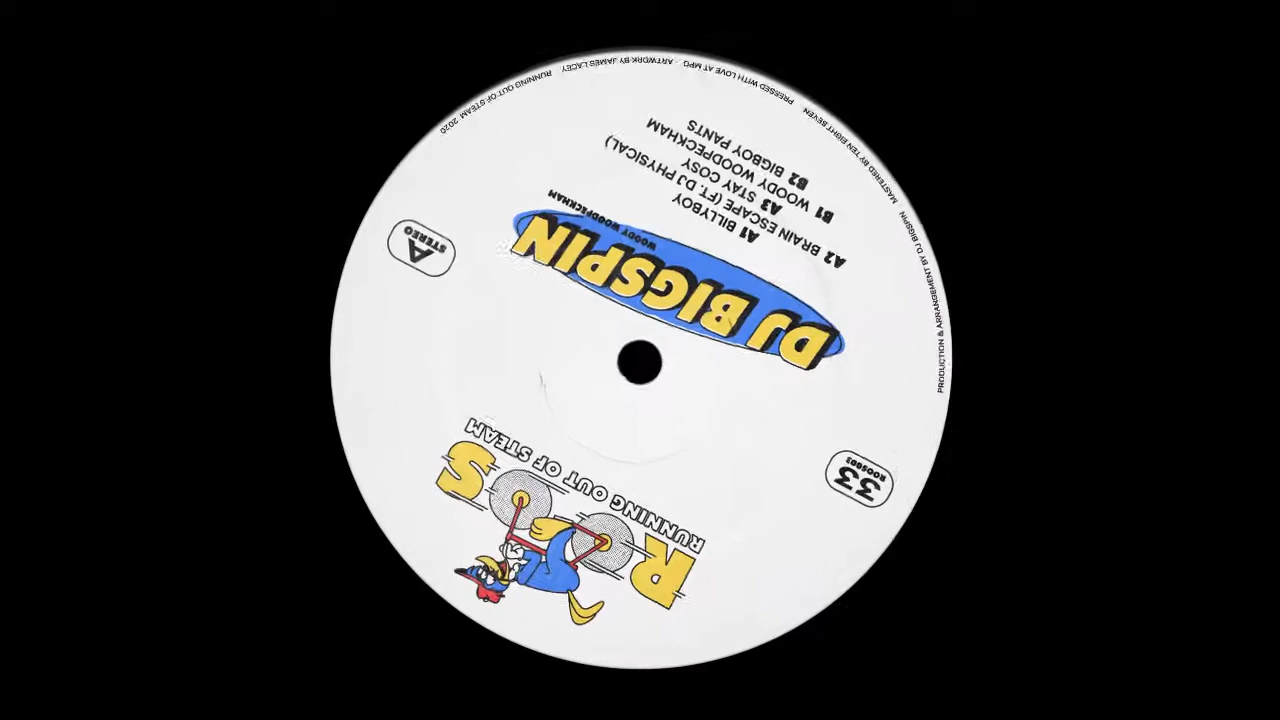 ROOS
RUNNING OUT OF STEAM
33
ROOS003
A
STEREO
DJ BIGSPIN
WOODY WOODPECKHAM
A1 BILLYBOY
A2 BRAIN ESCAPE (FT. DJ PHYSICAL)
A3 STAY COSY
B1 WOODY WOODPECKHAM
B2 BIGBOY PANTS
PRODUCTION & ARRANGEMENT BY DJ BIGSPIN MASTERED BY TEN EIGHT SEVEN PRESSED WITH LOVE AT MPO ARTWORK BY JAMES LACEY RUNNING OUT OF STEAM 2020